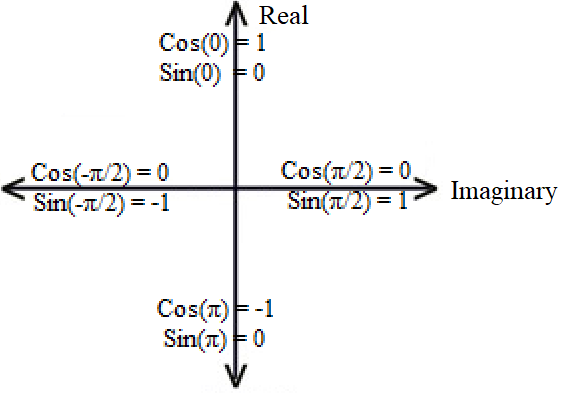 Real
Cos(0) = 1
Sin(0) = 0
Cos(-π/2) = 0
Sin(-π/2) = -1
Cos(π/2) = 0
Sin(π/2) = 1
Imaginary
Cos(π) = -1
Sin(π) = 0